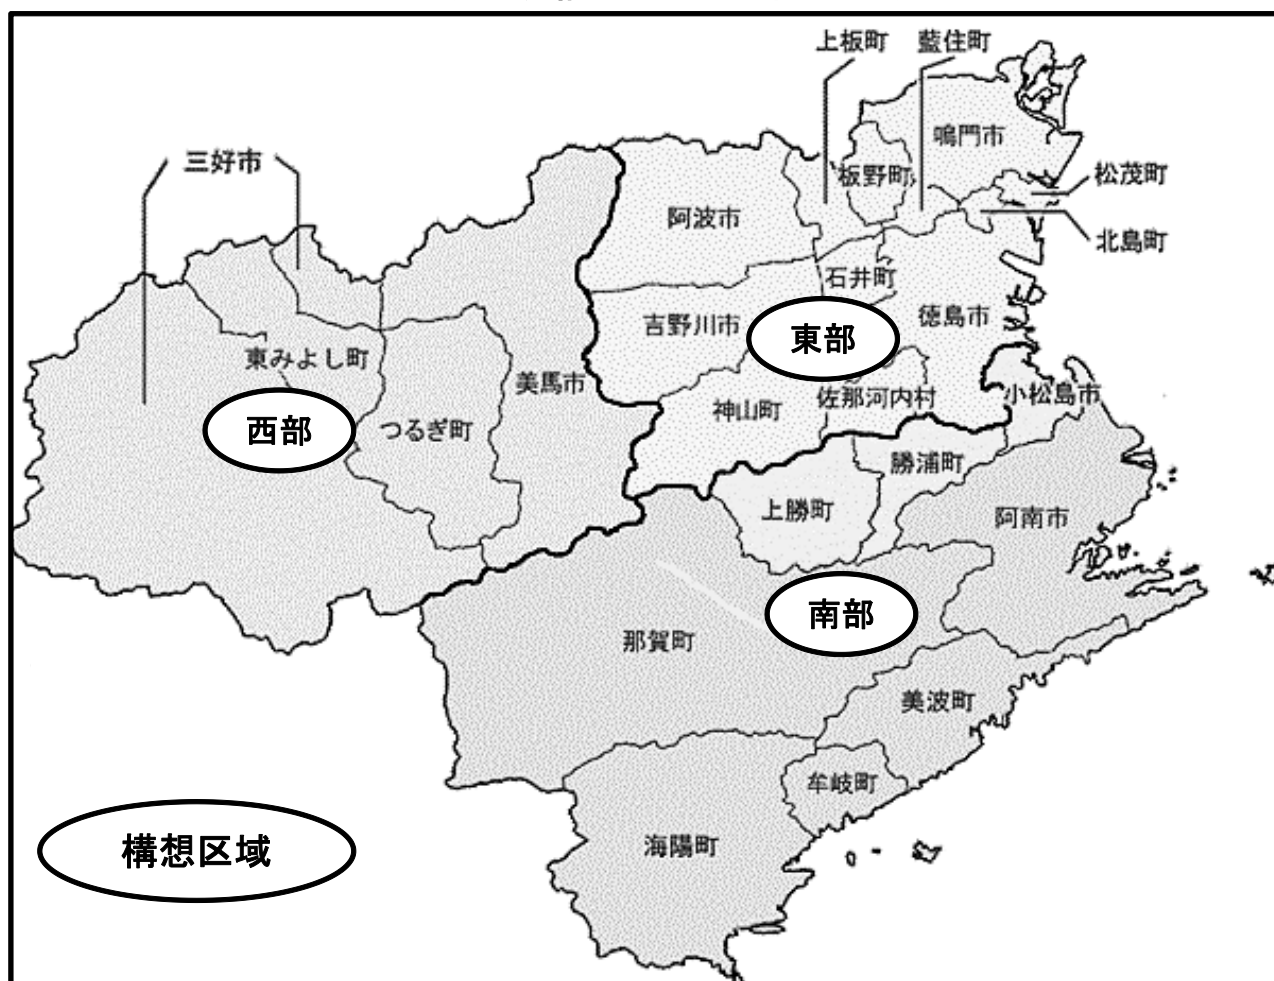 上板町
藍住町
鳴門市
三好市
板野町
松茂町
阿波市
北島町
石井町
吉野川市
東部
徳島市
東みよし町
美馬市
小松島市
神山町
佐那河内村
西部
つるぎ町
勝浦町
上勝町
阿南市
南部
那賀町
美波町
牟岐町
構想区域
海陽町